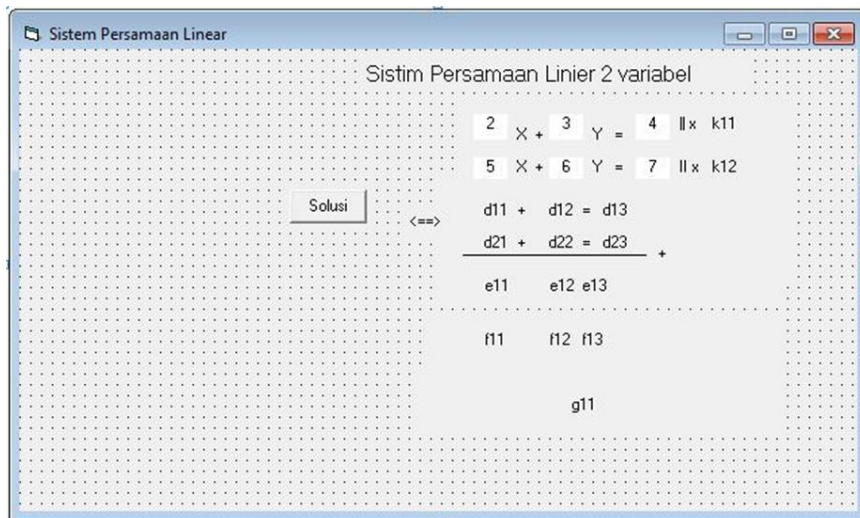 Sistem Persamaan Linear
Sistim Persamaan Linier 2 variabel
2 X + 3 Y = 4 || x k11
5 X + 6 Y = 7 || x k12
Solusi <==> d11 + d12 = d13
d21 + d22 = d23 +
e11 e12 e13
f11 f12 f13
g11